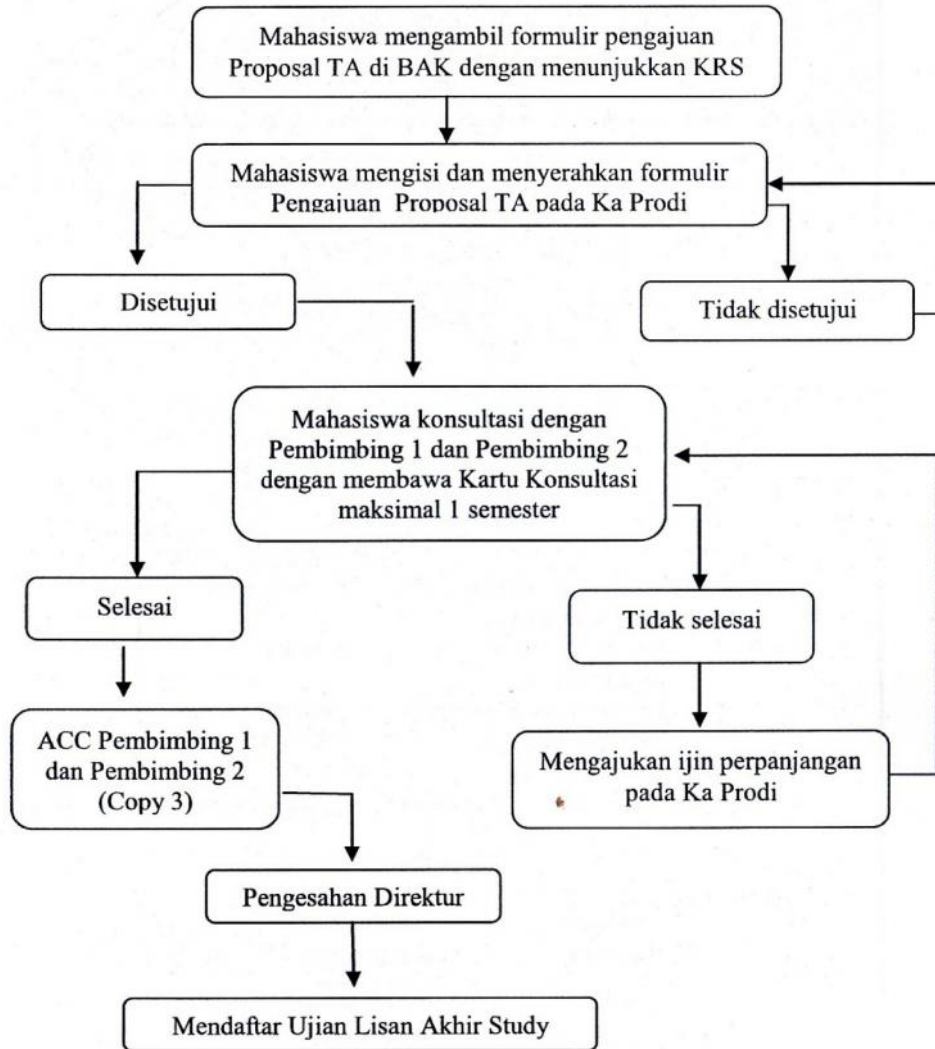 Mahasiswa mengambil formulir pengajuan
Proposal TA di BAK dengan menunjukkan KRS
Mahasiswa mengisi dan menyerahkan formulir
Pengajuan Proposal TA pada Ka Prodi
Disetujui
Tidak disetujui
Mahasiswa konsultasi dengan
Pembimbing 1 dan Pembimbing 2
dengan membawa Kartu Konsultasi
maksimal 1 semester
Selesai
Tidak selesai
ACC Pembimbing 1
dan Pembimbing 2
(Copy 3)
Mengajukan ijin perpanjangan
pada Ka Prodi
Pengesahan Direktur
Mendaftar Ujian Lisan Akhir Study